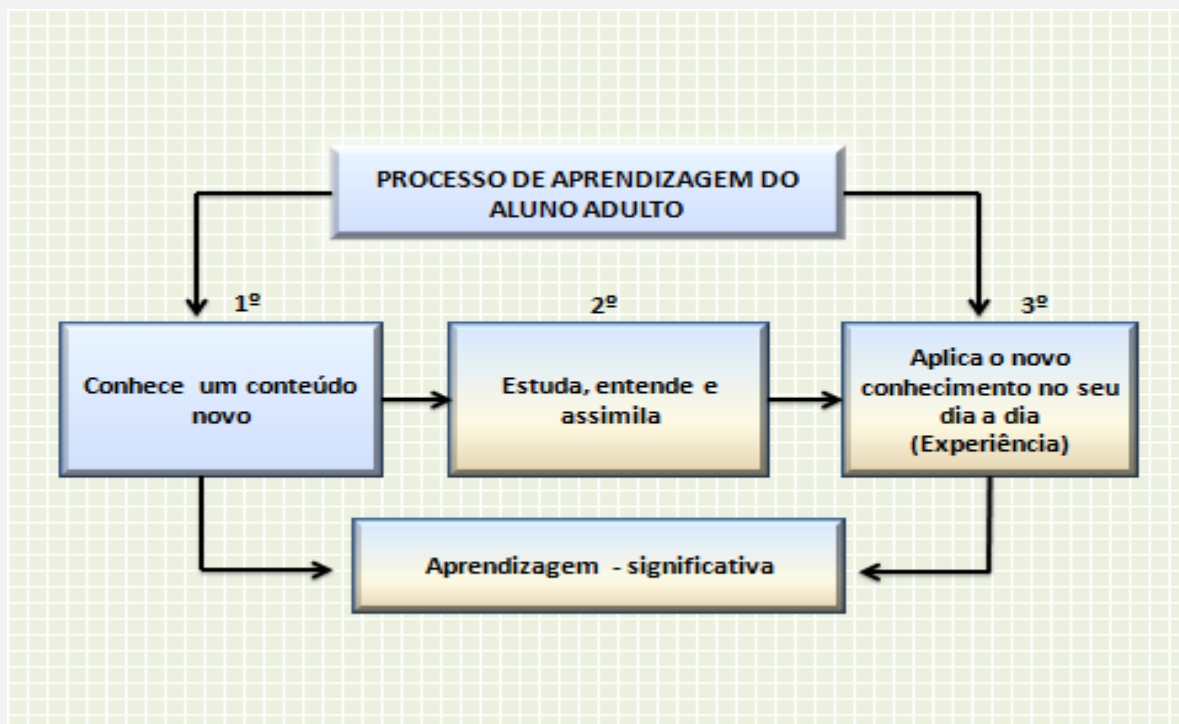 PROCESSO DE APRENDIZAGEM DO
ALUNO ADULTO
1º
Conhece um conteúdo
novo
2º
Estuda, entende e
assimila
3º
Aplica o novo
conhecimento no seu
dia a dia
(Experiência)
Aprendizagem - significativa